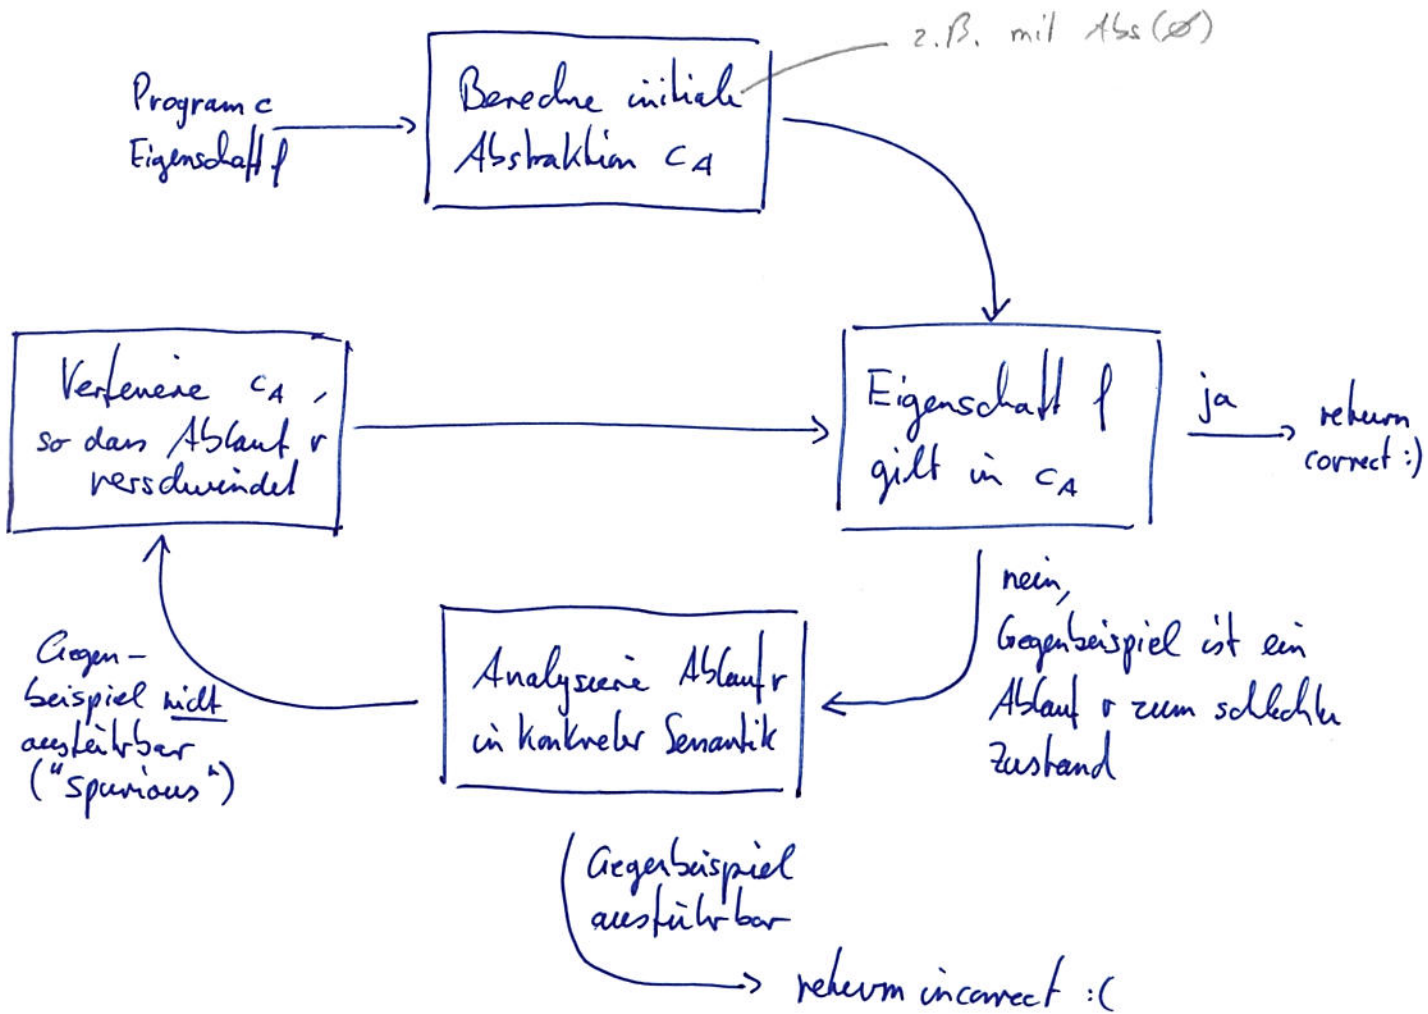 z.B. mit Abs(∅)
Program c
Eigenschaft f
Berechne initiale
Abstraktion c_A
Verfeinere c_A,
so dass Ablauf r
verschwindet
Eigenschaft f
gilt in c_A
ja
return
correct :)
nein,
Gegenbeispiel ist ein
Ablauf r zum schlechten
Zustand
Analysiere Ablauf r
in konkreter Semantik
Gegen-
beispiel nicht
ausführbar
("spurious")
Gegenbeispiel
ausführbar
return incorrect :(